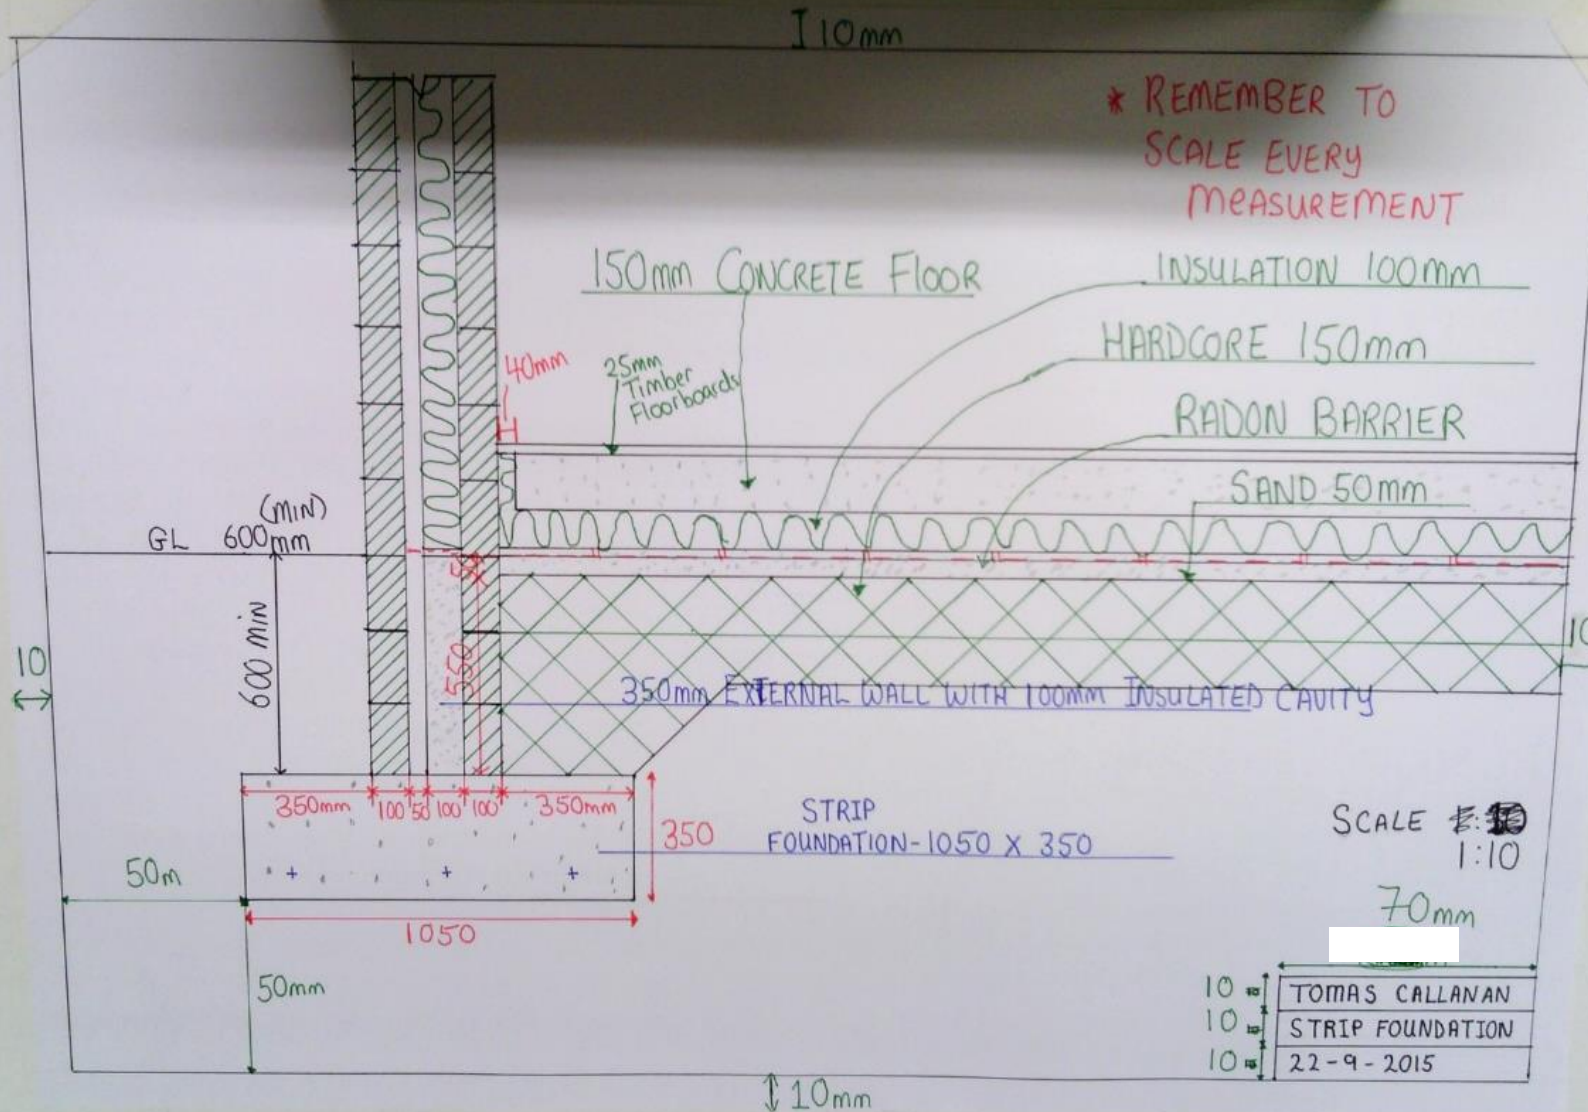 10mm
* REMEMBER TO
SCALE EVERY
MEASUREMENT
150mm CONCRETE FLOOR
INSULATION 100mm
HARDCORE 150mm
40mm
25mm
Timber
Floorboards
RADON BARRIER
SAND 50mm
(MIN)
GL 600mm
50
600 MIN
550
10
10
350mm EXTERNAL WALL WITH 100mm INSULATED CAVITY
350mm 100 50 100 100 350mm
350
STRIP
FOUNDATION-1050 X 350
SCALE
1:10
50m
1050
70mm
50mm
10 TOMAS CALLANAN
10 STRIP FOUNDATION
10 22-9-2015
10mm